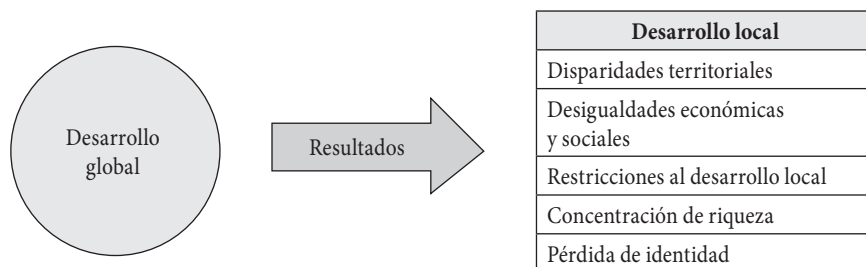 Desarrollo
global
Resultados
Desarrollo local
Disparidades territoriales
Desigualdades económicas
y sociales
Restricciones al desarrollo local
Concentración de riqueza
Pérdida de identidad